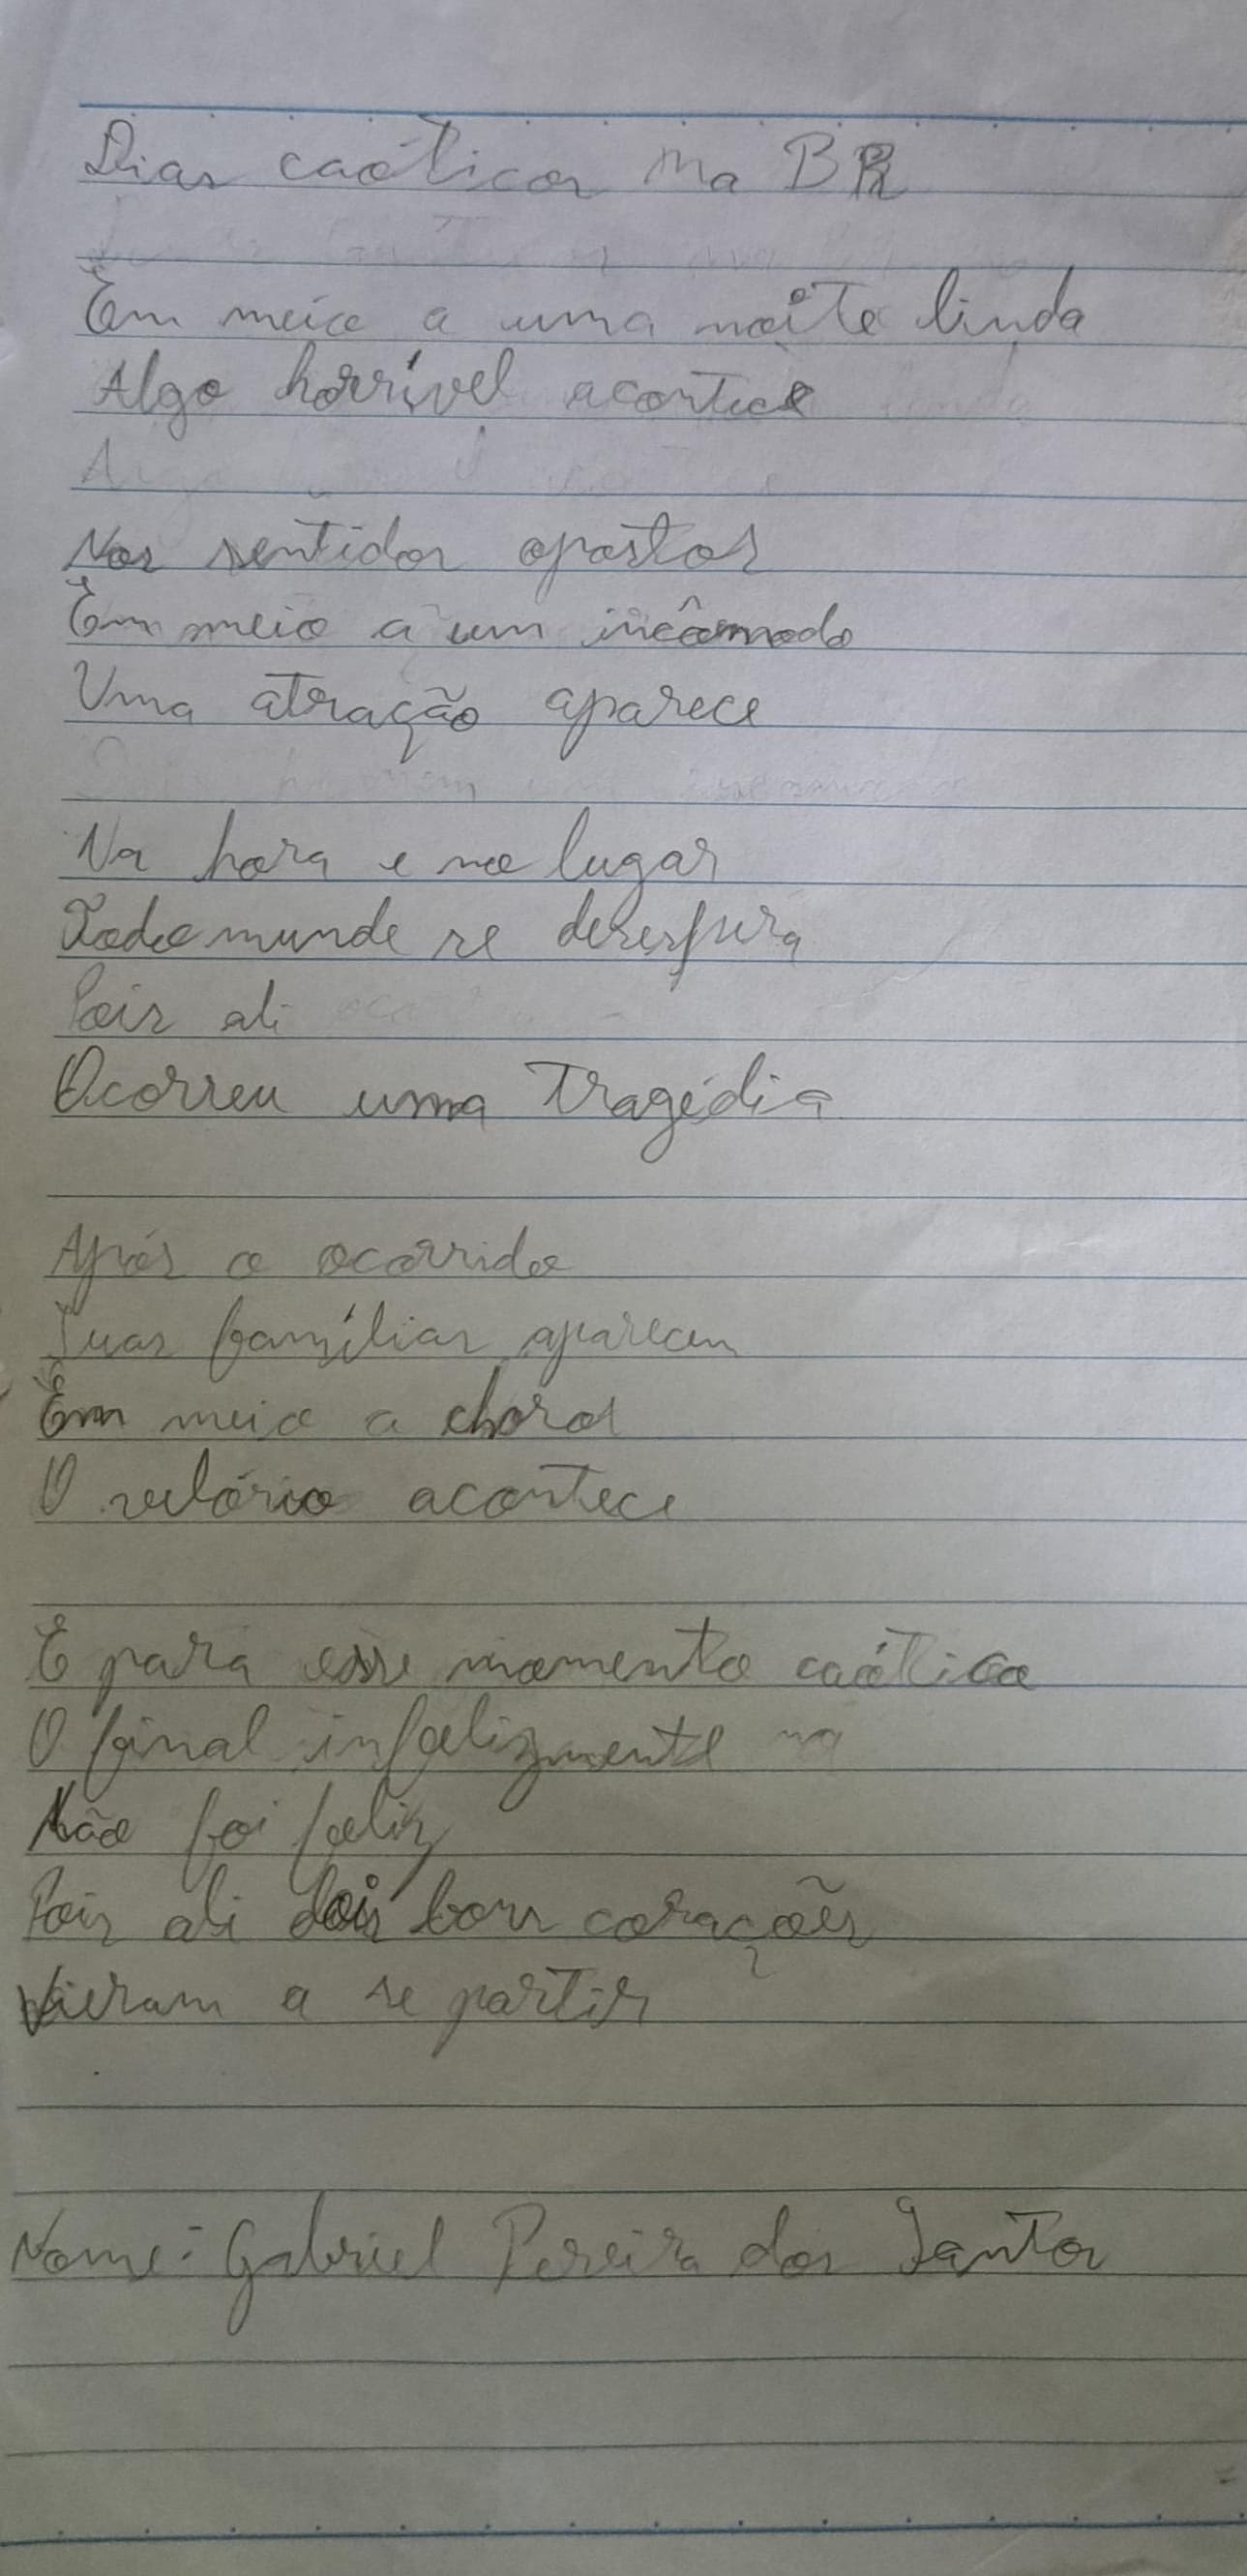 Dias caóticos na BR
Em meio a uma noite linda
Algo horrível acontece
Nos sentidos opostos
Em meio a um incômodo
Uma atração aparece
Na hora e no lugar
Todo mundo se desespera
Pois ali
Ocorreu uma tragédia
Após o ocorrido
Suas famílias aparecem
Em meio a choros
O velório acontece
E para esse momento caótico
O final infelizmente
Não foi feliz
Pois ali dois bons corações
Vieram a se partir
Nome: Gabriel Pereira dos Santos